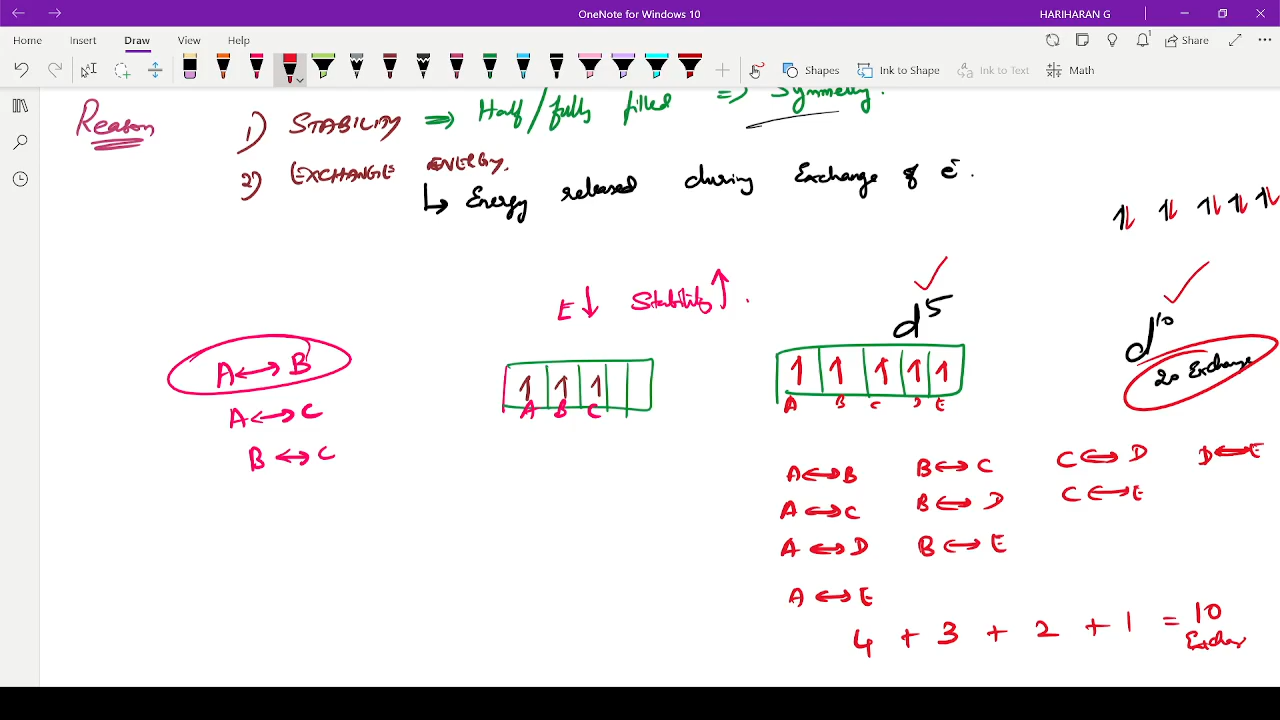 OneNote for Windows 10
HARIHARAN G
Home Insert Draw View Help
Share
Shapes
Ink to Shape
Ink to Text
Math
Reason
1) STABILITY ⇒ Half/fully filled ⇒ Symmetry.
2) EXCHANGE ENERGY.
↳ Energy released during Exchange of e⁻.
⇅ ⇅ ⇅ ⇅ ⇅
E↓ Stability↑.
d⁵
d¹⁰
20 Exchange
A↔B
A↔C
B↔C
↑ ↑ ↑
A B C
↑ ↑ ↑ ↑ ↑
A B C D E
A↔B B↔C C↔D D↔E
A↔C B↔D C↔E
A↔D B↔E
A↔E
4 + 3 + 2 + 1 = 10